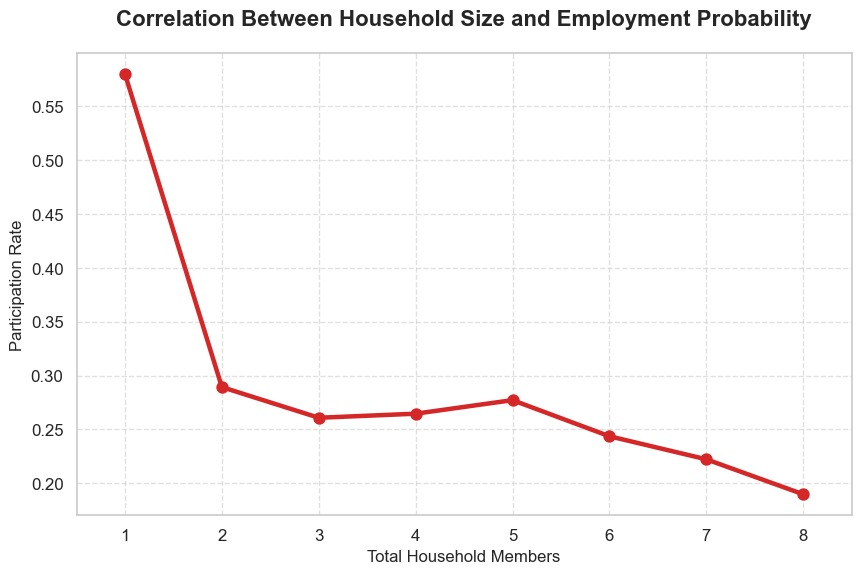 Correlation Between Household Size and Employment Probability
Participation Rate
0.55
0.50
0.45
0.40
0.35
0.30
0.25
0.20
1 2 3 4 5 6 7 8
Total Household Members